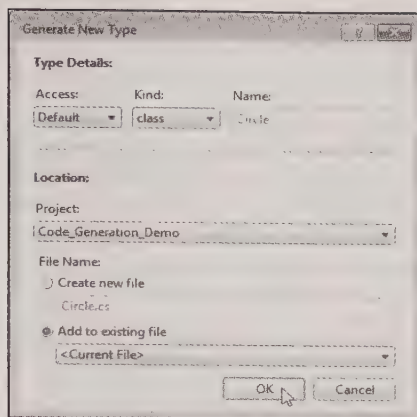 Generate New Type
Type Details:
Access: Kind: Name:
Default class Circle
Location:
Project:
Code_Generation_Demo
File Name:
Create new file
Circle.cs
Add to existing file
<Current File>
OK Cancel